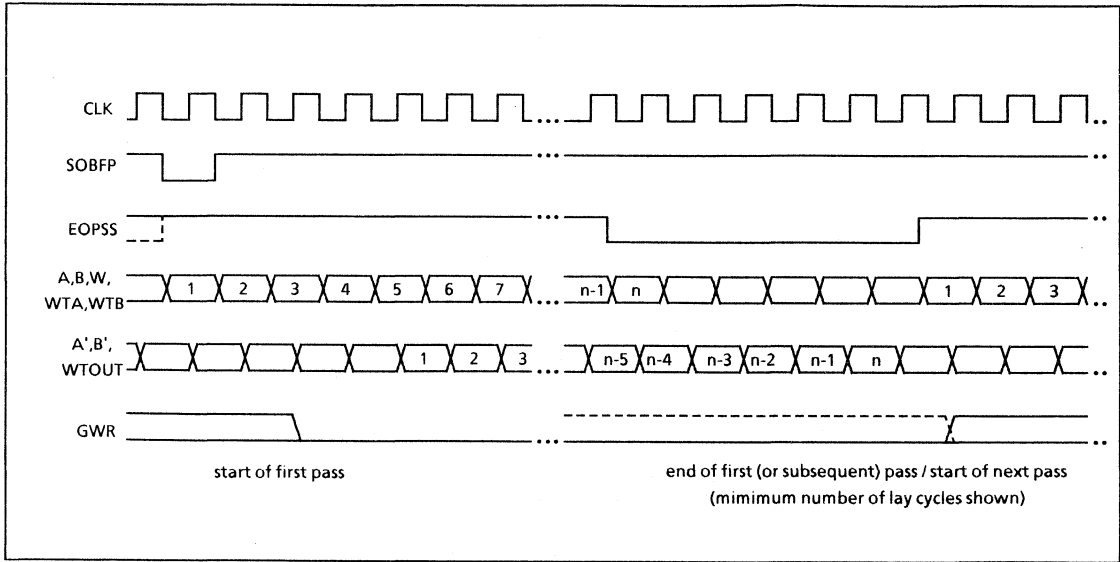 CLK ... ..
SOBFP ... ..
EOPSS ... ..
A,B,W,
WTA,WTB 1 2 3 4 5 6 7 ... n-1 n 1 2 3 ..
A',B',
WTOUT 1 2 3 ... n-5 n-4 n-3 n-2 n-1 n ..
GWR ... ..
start of first pass
end of first (or subsequent) pass / start of next pass
(mimimum number of lay cycles shown)